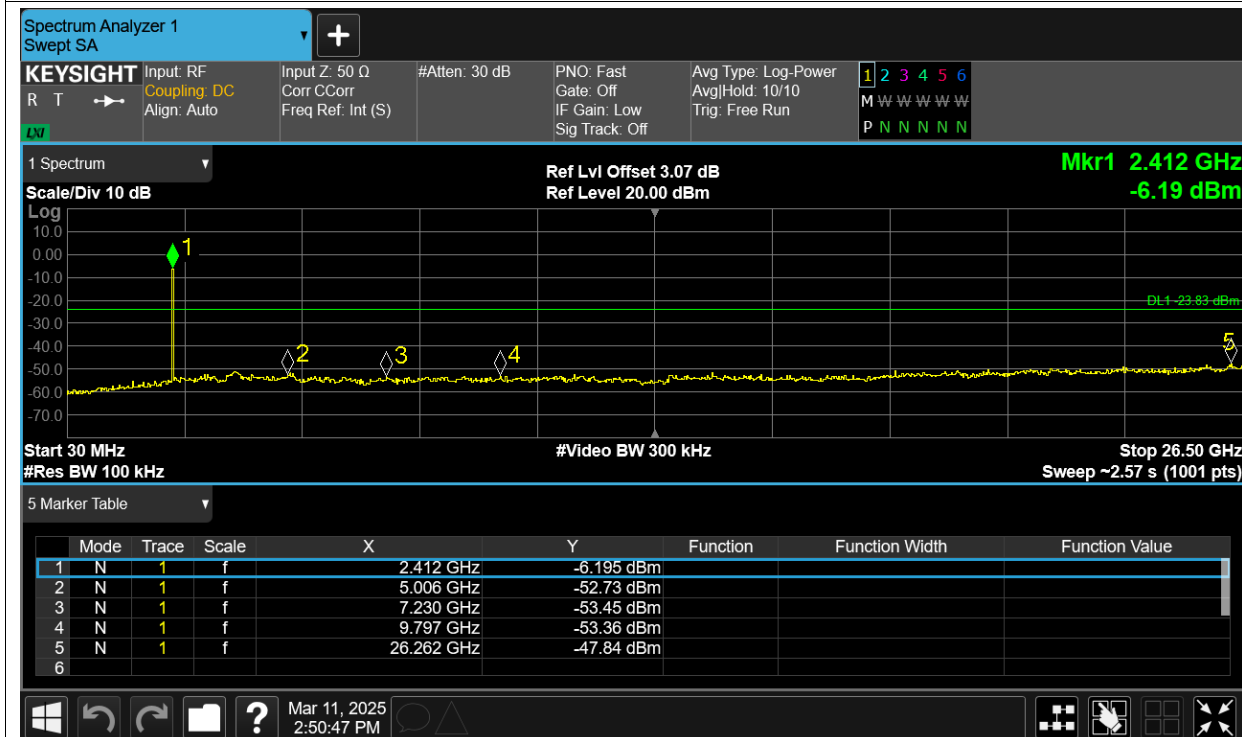 Spectrum Analyzer 1
Swept SA
+
KEYSIGHT
R T
LXI
Input: RF
Coupling: DC
Align: Auto
Input Z: 50 Ω
Corr CCorr
Freq Ref: Int (S)
#Atten: 30 dB
PNO: Fast
Gate: Off
IF Gain: Low
Sig Track: Off
Avg Type: Log-Power
Avg|Hold: 10/10
Trig: Free Run
1 2 3 4 5 6
M W W W W W
P N N N N N
1 Spectrum
Scale/Div 10 dB
Ref Lvl Offset 3.07 dB
Ref Level 20.00 dBm
Mkr1 2.412 GHz
-6.19 dBm
Log
10.0
0.00
-10.0
-20.0
-30.0
-40.0
-50.0
-60.0
-70.0
1
2
3
4
5
DL1 -23.83 dBm
Start 30 MHz
#Res BW 100 kHz
#Video BW 300 kHz
Stop 26.50 GHz
Sweep ~2.57 s (1001 pts)
5 Marker Table
Mode Trace Scale X Y Function Function Width Function Value
1 N 1 f 2.412 GHz -6.195 dBm
2 N 1 f 5.006 GHz -52.73 dBm
3 N 1 f 7.230 GHz -53.45 dBm
4 N 1 f 9.797 GHz -53.36 dBm
5 N 1 f 26.262 GHz -47.84 dBm
6
?
Mar 11, 2025
2:50:47 PM